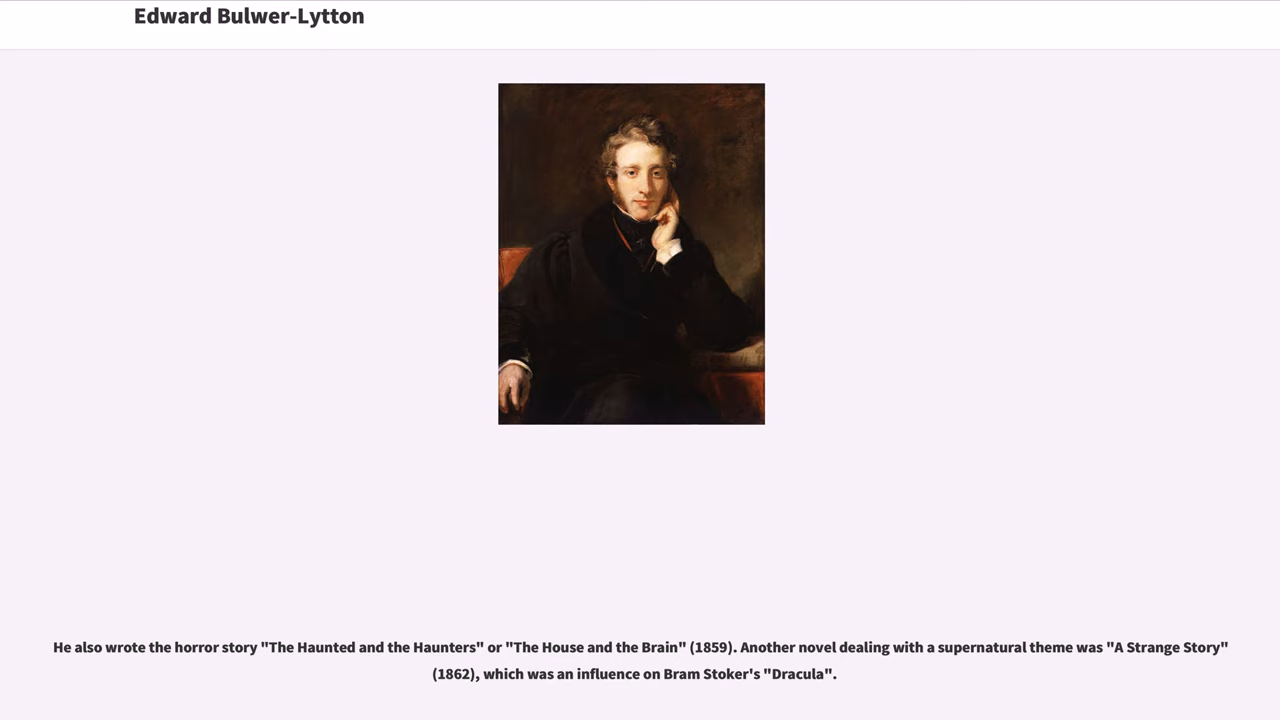 Edward Bulwer-Lytton
He also wrote the horror story "The Haunted and the Haunters" or "The House and the Brain" (1859). Another novel dealing with a supernatural theme was "A Strange Story"
(1862), which was an influence on Bram Stoker's "Dracula".